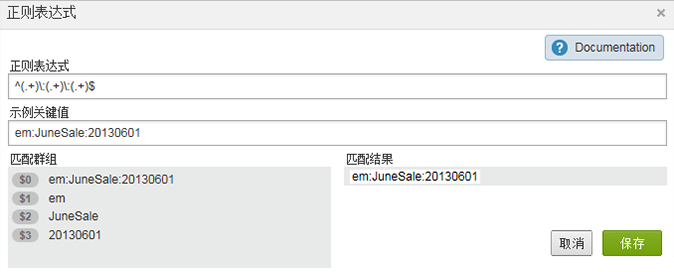 正则表达式
×
? Documentation
正则表达式
^(.+)\:(.+)\:(.+)$
示例关键值
em:JuneSale:20130601
匹配群组
匹配结果
$0 em:JuneSale:20130601
em:JuneSale:20130601
$1 em
$2 JuneSale
$3 20130601
取消
保存